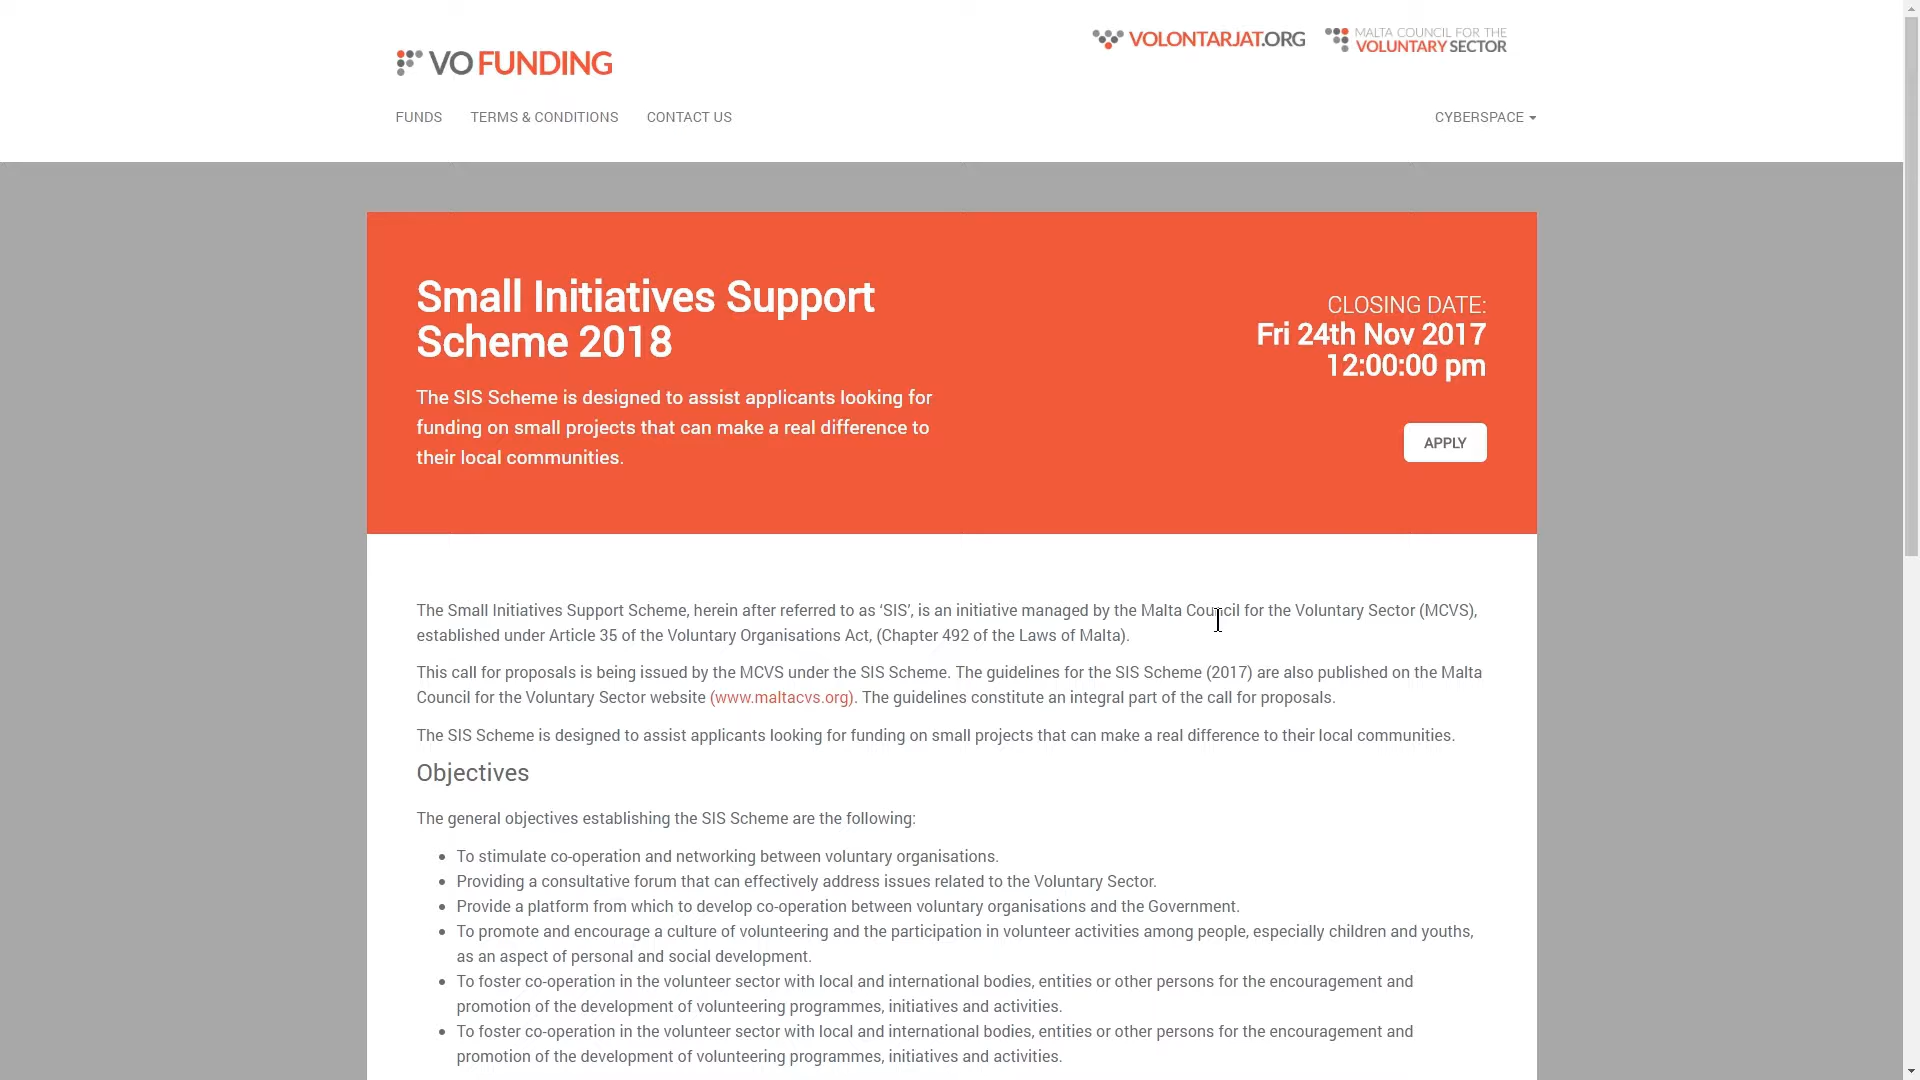 VO FUNDING
VOLONTARJAT.ORG
MALTA COUNCIL FOR THE
VOLUNTARY SECTOR
FUNDS
TERMS & CONDITIONS
CONTACT US
CYBERSPACE
Small Initiatives Support
Scheme 2018
The SIS Scheme is designed to assist applicants looking for
funding on small projects that can make a real difference to
their local communities.
CLOSING DATE:
Fri 24th Nov 2017
12:00:00 pm
APPLY
The Small Initiatives Support Scheme, herein after referred to as ‘SIS’, is an initiative managed by the Malta Council for the Voluntary Sector (MCVS),
established under Article 35 of the Voluntary Organisations Act, (Chapter 492 of the Laws of Malta).
This call for proposals is being issued by the MCVS under the SIS Scheme. The guidelines for the SIS Scheme (2017) are also published on the Malta
Council for the Voluntary Sector website (www.maltacvs.org). The guidelines constitute an integral part of the call for proposals.
The SIS Scheme is designed to assist applicants looking for funding on small projects that can make a real difference to their local communities.
Objectives
The general objectives establishing the SIS Scheme are the following:
• To stimulate co-operation and networking between voluntary organisations.
• Providing a consultative forum that can effectively address issues related to the Voluntary Sector.
• Provide a platform from which to develop co-operation between voluntary organisations and the Government.
• To promote and encourage a culture of volunteering and the participation in volunteer activities among people, especially children and youths,
as an aspect of personal and social development.
• To foster co-operation in the volunteer sector with local and international bodies, entities or other persons for the encouragement and
promotion of the development of volunteering programmes, initiatives and activities.
• To foster co-operation in the volunteer sector with local and international bodies, entities or other persons for the encouragement and
promotion of the development of volunteering programmes, initiatives and activities.